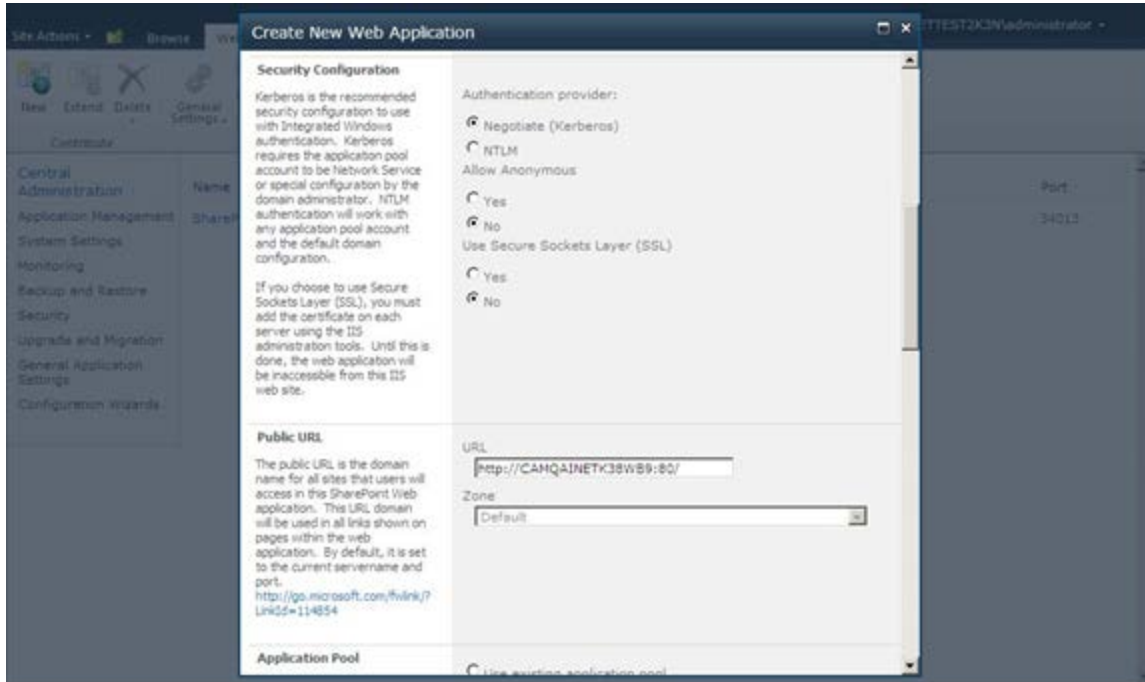 Create New Web Application
TTEST2K3N\administrator
Site Actions
Browse
We
New
Extend
Delete
General
Settings
Contribute
Central
Administration
Application Management
System Settings
Monitoring
Backup and Restore
Security
Upgrade and Migration
General Application
Settings
Configuration Wizards
Name
ShareP
Port
34013
Security Configuration
Kerberos is the recommended
security configuration to use
with Integrated Windows
authentication. Kerberos
requires the application pool
account to be Network Service
or special configuration by the
domain administrator. NTLM
authentication will work with
any application pool account
and the default domain
configuration.
If you choose to use Secure
Sockets Layer (SSL), you must
add the certificate on each
server using the IIS
administration tools. Until this is
done, the web application will
be inaccessible from this IIS
web site.
Authentication provider:
Negotiate (Kerberos)
NTLM
Allow Anonymous
Yes
No
Use Secure Sockets Layer (SSL)
Yes
No
Public URL
The public URL is the domain
name for all sites that users will
access in this SharePoint Web
application. This URL domain
will be used in all links shown on
pages within the web
application. By default, it is set
to the current servername and
port.
http://go.microsoft.com/fwlink/?
LinkId=114854
URL
http://CAMQAINETK38WB9:80/
Zone
Default
Application Pool
Use existing application pool